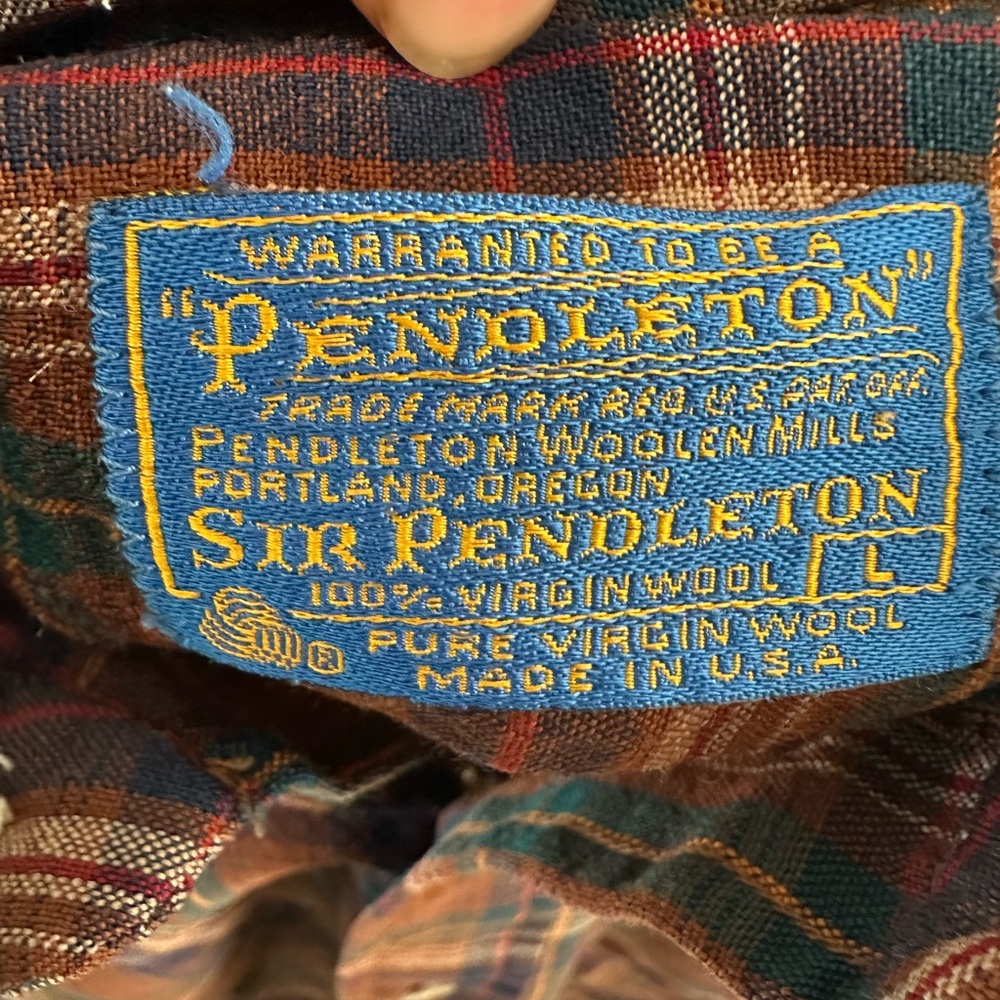 WARRANTED TO BE A
"PENDLETON"
TRADE MARK REG. U.S. PAT. OFF.
PENDLETON WOOLEN MILLS
PORTLAND, OREGON
SIR PENDLETON
100% VIRGIN WOOL L
PURE VIRGIN WOOL
MADE IN U.S.A.
®